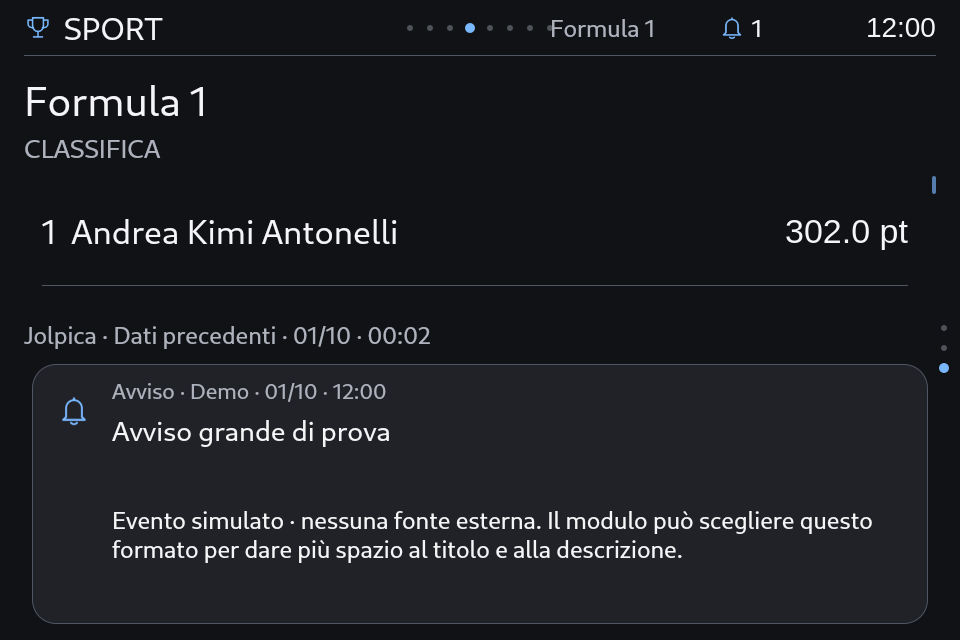 SPORT
Formula 1
1
12:00
Formula 1
CLASSIFICA
1 Andrea Kimi Antonelli
302.0 pt
Jolpica · Dati precedenti · 01/10 · 00:02
Avviso · Demo · 01/10 · 12:00
Avviso grande di prova
Evento simulato · nessuna fonte esterna. Il modulo può scegliere questo
formato per dare più spazio al titolo e alla descrizione.